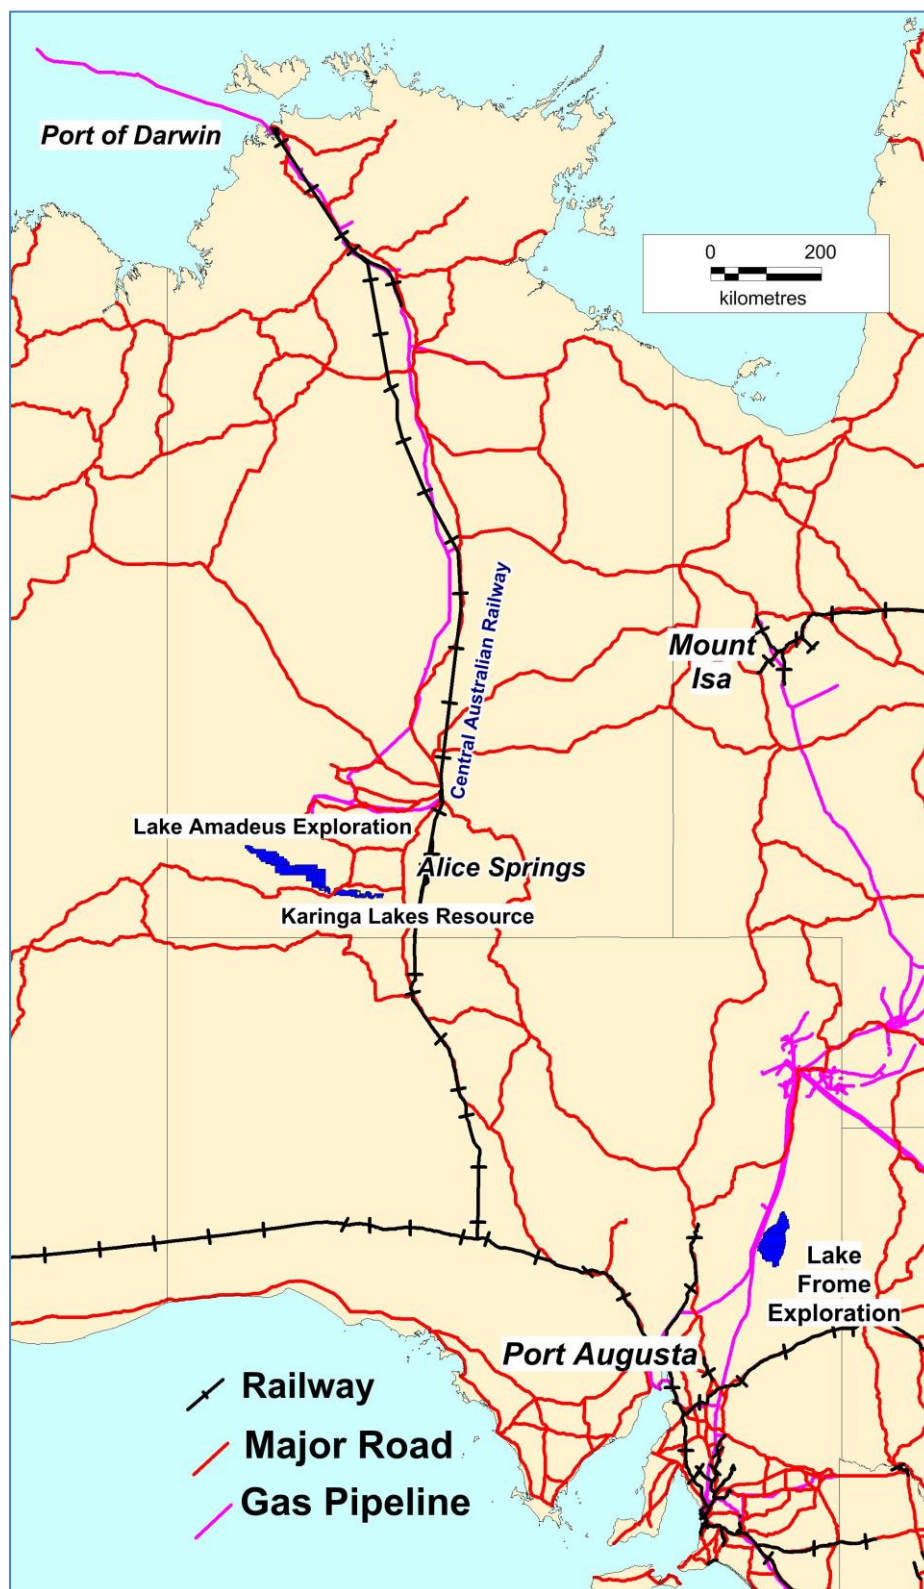 Port of Darwin
0 200
kilometres
Central Australian Railway
Mount
Isa
Lake Amadeus Exploration
Alice Springs
Karinga Lakes Resource
Lake
Frome
Exploration
Port Augusta
Railway
Major Road
Gas Pipeline